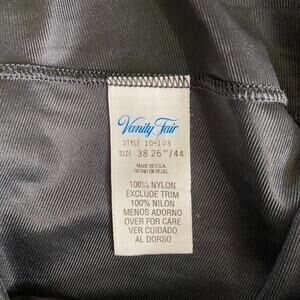 Vanity Fair
STYLE 10-103
SIZE 38 26"/44
MADE IN U.S.A.
HECHO EN EE.UU.
100% NYLON
EXCLUDE TRIM
100% NILON
MENOS ADORNO
OVER FOR CARE
VER CUIDADO
AL DORSO